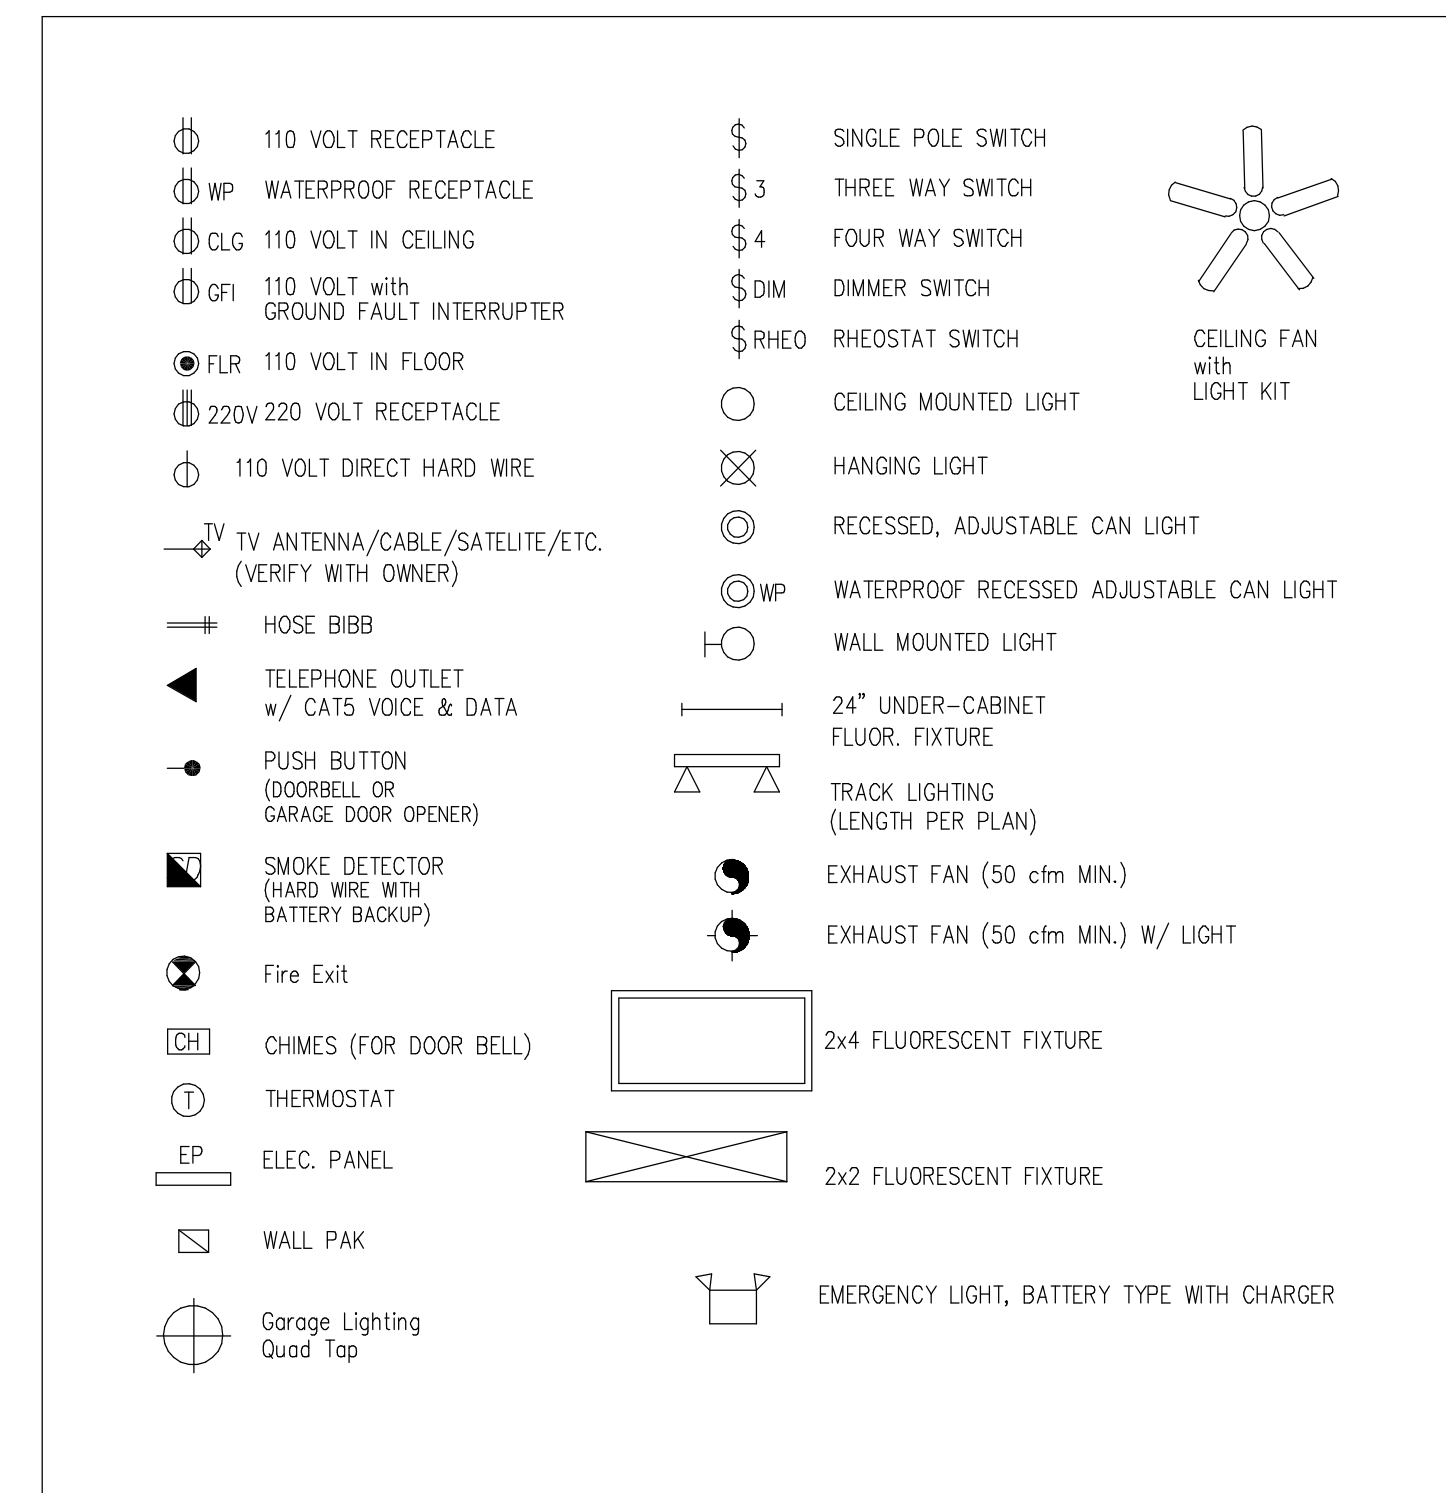 110 VOLT RECEPTACLE
WP WATERPROOF RECEPTACLE
CLG 110 VOLT IN CEILING
GFI 110 VOLT with
GROUND FAULT INTERRUPTER
FLR 110 VOLT IN FLOOR
220V 220 VOLT RECEPTACLE
110 VOLT DIRECT HARD WIRE
TV TV ANTENNA/CABLE/SATELITE/ETC.
(VERIFY WITH OWNER)
HOSE BIBB
TELEPHONE OUTLET
w/ CAT5 VOICE & DATA
PUSH BUTTON
(DOORBELL OR
GARAGE DOOR OPENER)
SD SMOKE DETECTOR
(HARD WIRE WITH
BATTERY BACKUP)
Fire Exit
CH CHIMES (FOR DOOR BELL)
T THERMOSTAT
EP ELEC. PANEL
WALL PAK
Garage Lighting
Quad Tap
$ SINGLE POLE SWITCH
$ 3 THREE WAY SWITCH
$ 4 FOUR WAY SWITCH
$ DIM DIMMER SWITCH
$ RHEO RHEOSTAT SWITCH
CEILING MOUNTED LIGHT
HANGING LIGHT
RECESSED, ADJUSTABLE CAN LIGHT
WP WATERPROOF RECESSED ADJUSTABLE CAN LIGHT
WALL MOUNTED LIGHT
24” UNDER-CABINET
FLUOR. FIXTURE
TRACK LIGHTING
(LENGTH PER PLAN)
EXHAUST FAN (50 cfm MIN.)
EXHAUST FAN (50 cfm MIN.) W/ LIGHT
2x4 FLUORESCENT FIXTURE
2x2 FLUORESCENT FIXTURE
EMERGENCY LIGHT, BATTERY TYPE WITH CHARGER
CEILING FAN
with
LIGHT KIT